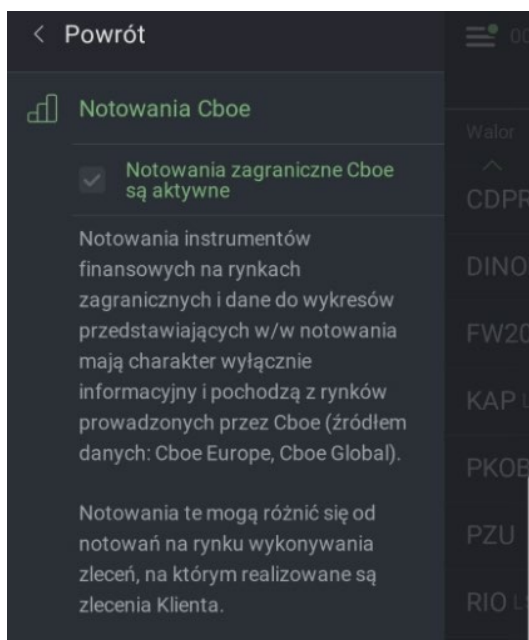 Powrót
00
Notowania Cboe
Walor
Notowania zagraniczne Cboe
są aktywne
CDPR
Notowania instrumentów
finansowych na rynkach
DINO
zagranicznych i dane do wykresów
przedstawiających w/w notowania
FW20
mają charakter wyłącznie
informacyjny i pochodzą z rynków
KAP L
prowadzonych przez Cboe (źródłem
danych: Cboe Europe, Cboe Global).
PKOB
Notowania te mogą różnić się od
notowań na rynku wykonywania
PZU
zleceń, na którym realizowane są
zlecenia Klienta.
RIO L